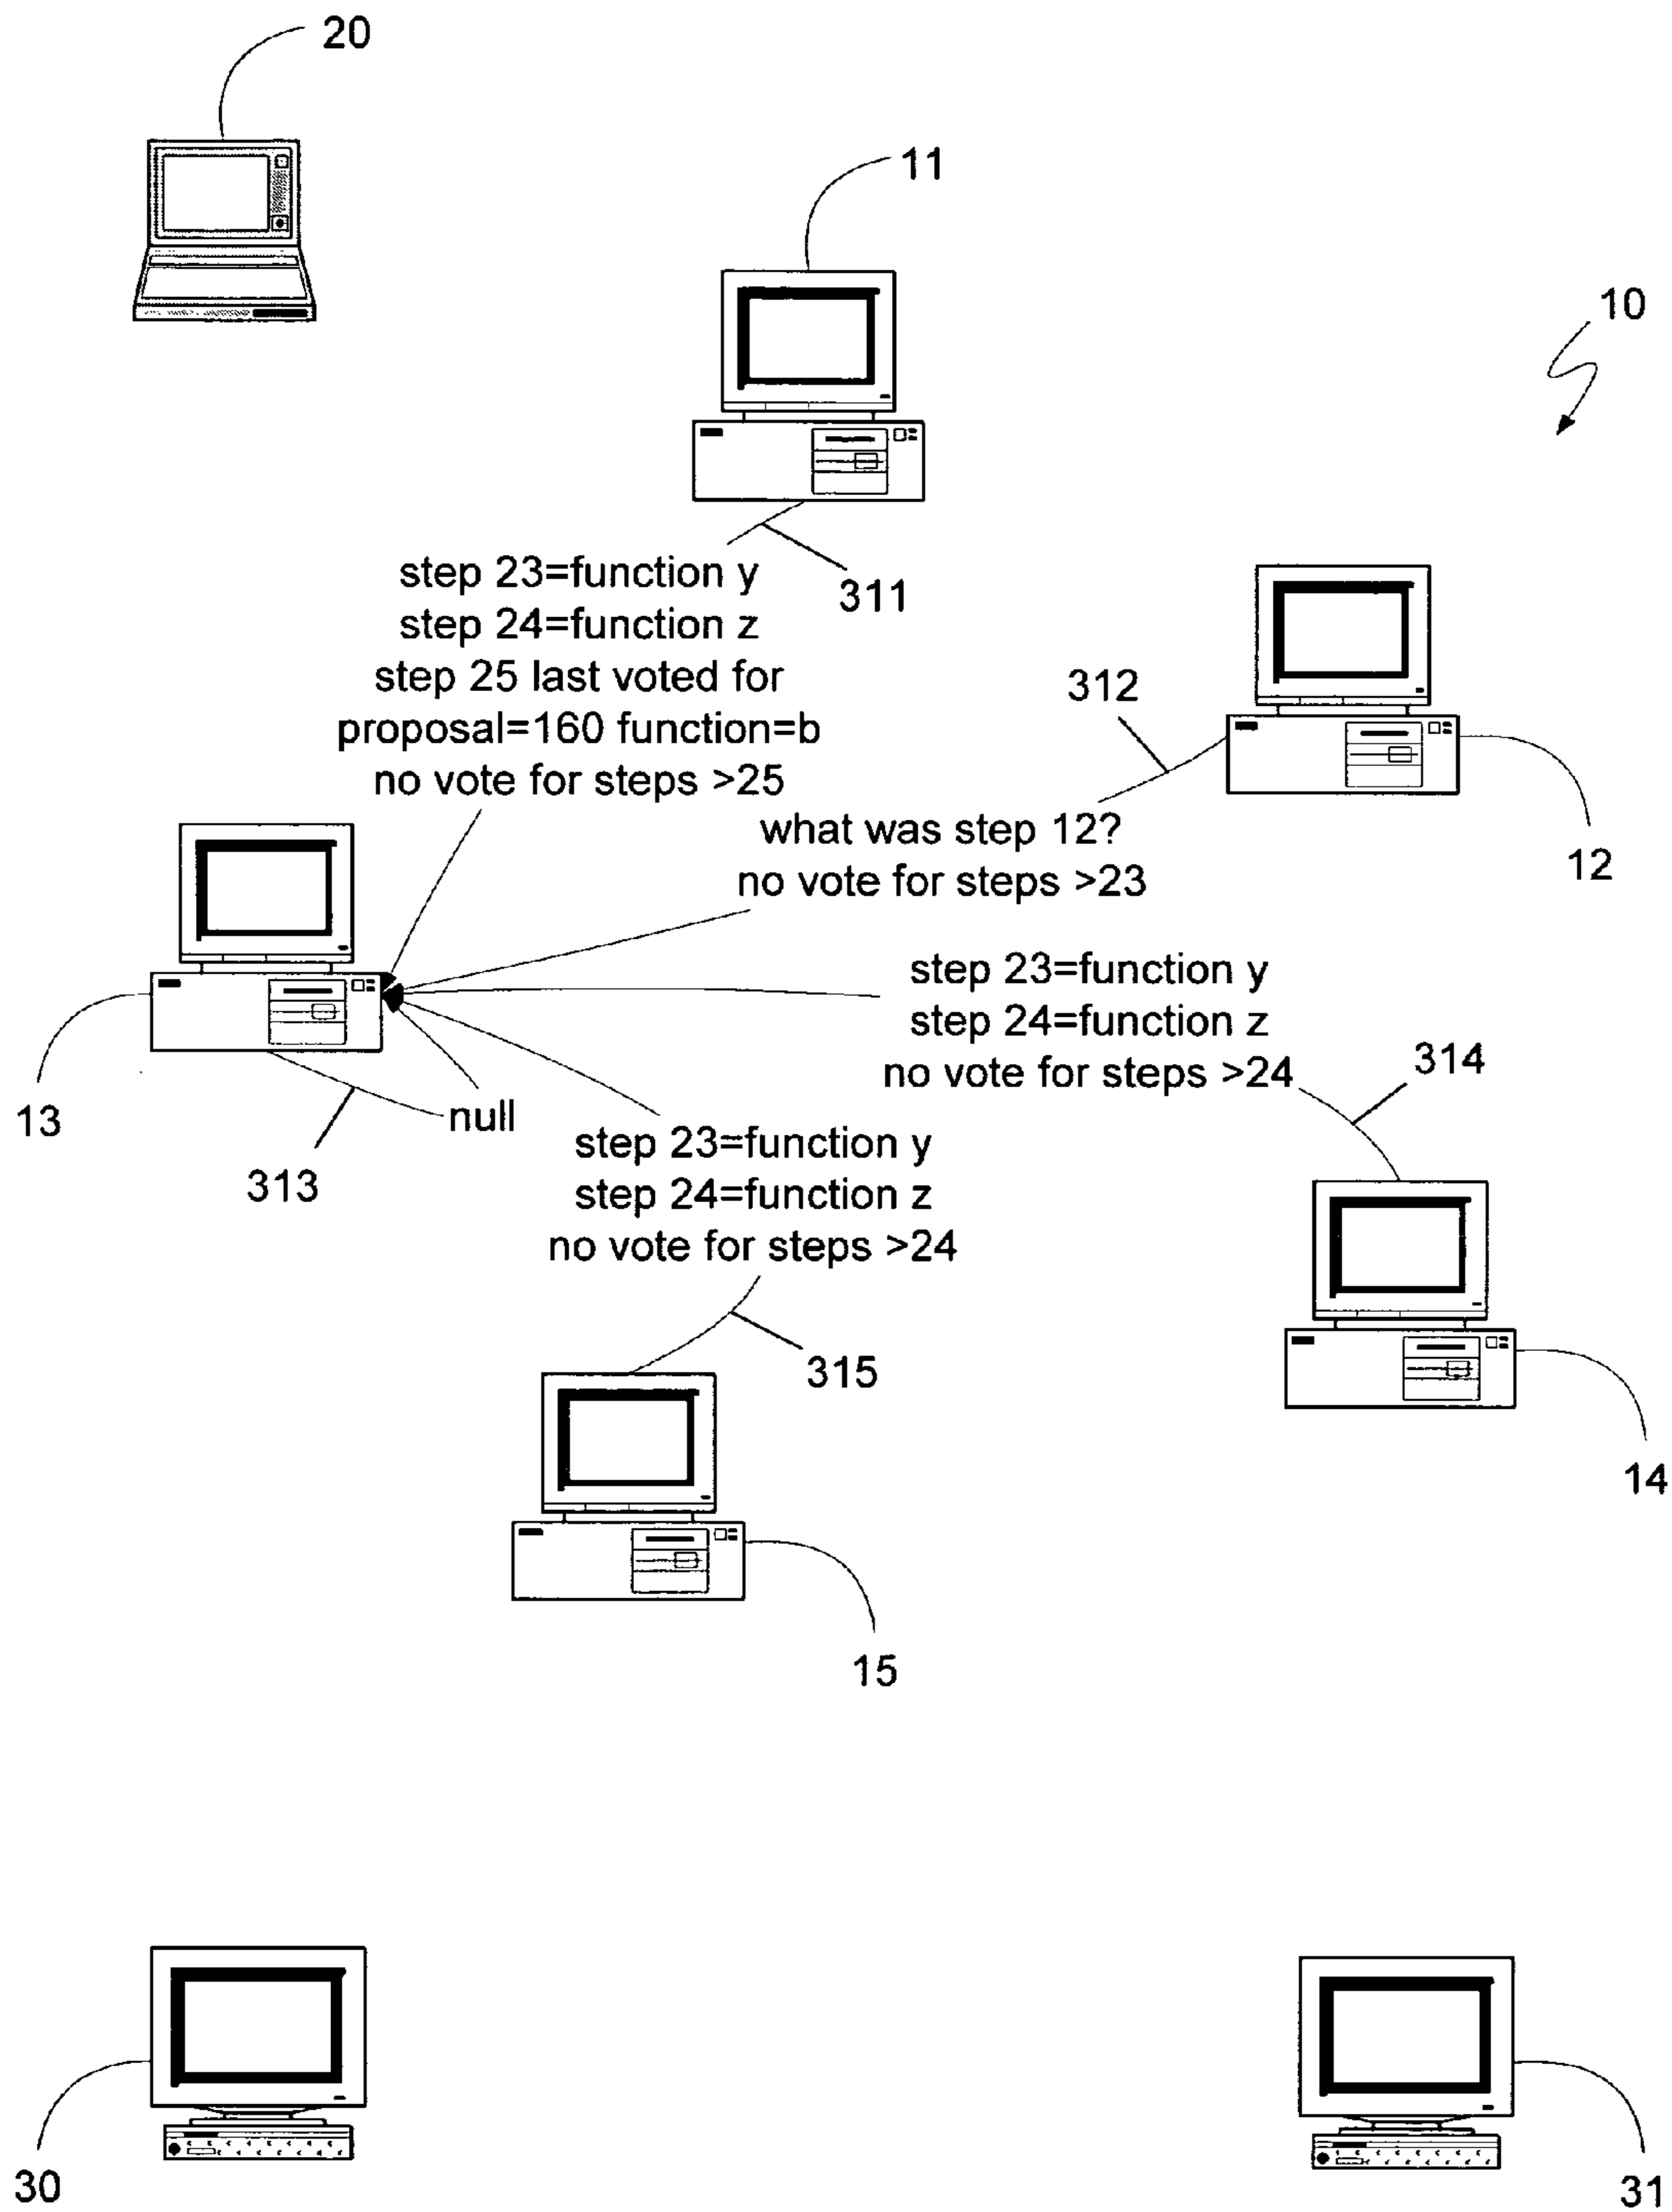 20
11
10
311
step 23=function y
step 24=function z
step 25 last voted for
proposal=160 function=b
no vote for steps >25
312
what was step 12?
no vote for steps >23
12
step 23=function y
step 24=function z
no vote for steps >24
314
13
null
313
step 23=function y
step 24=function z
no vote for steps >24
315
14
15
30
31